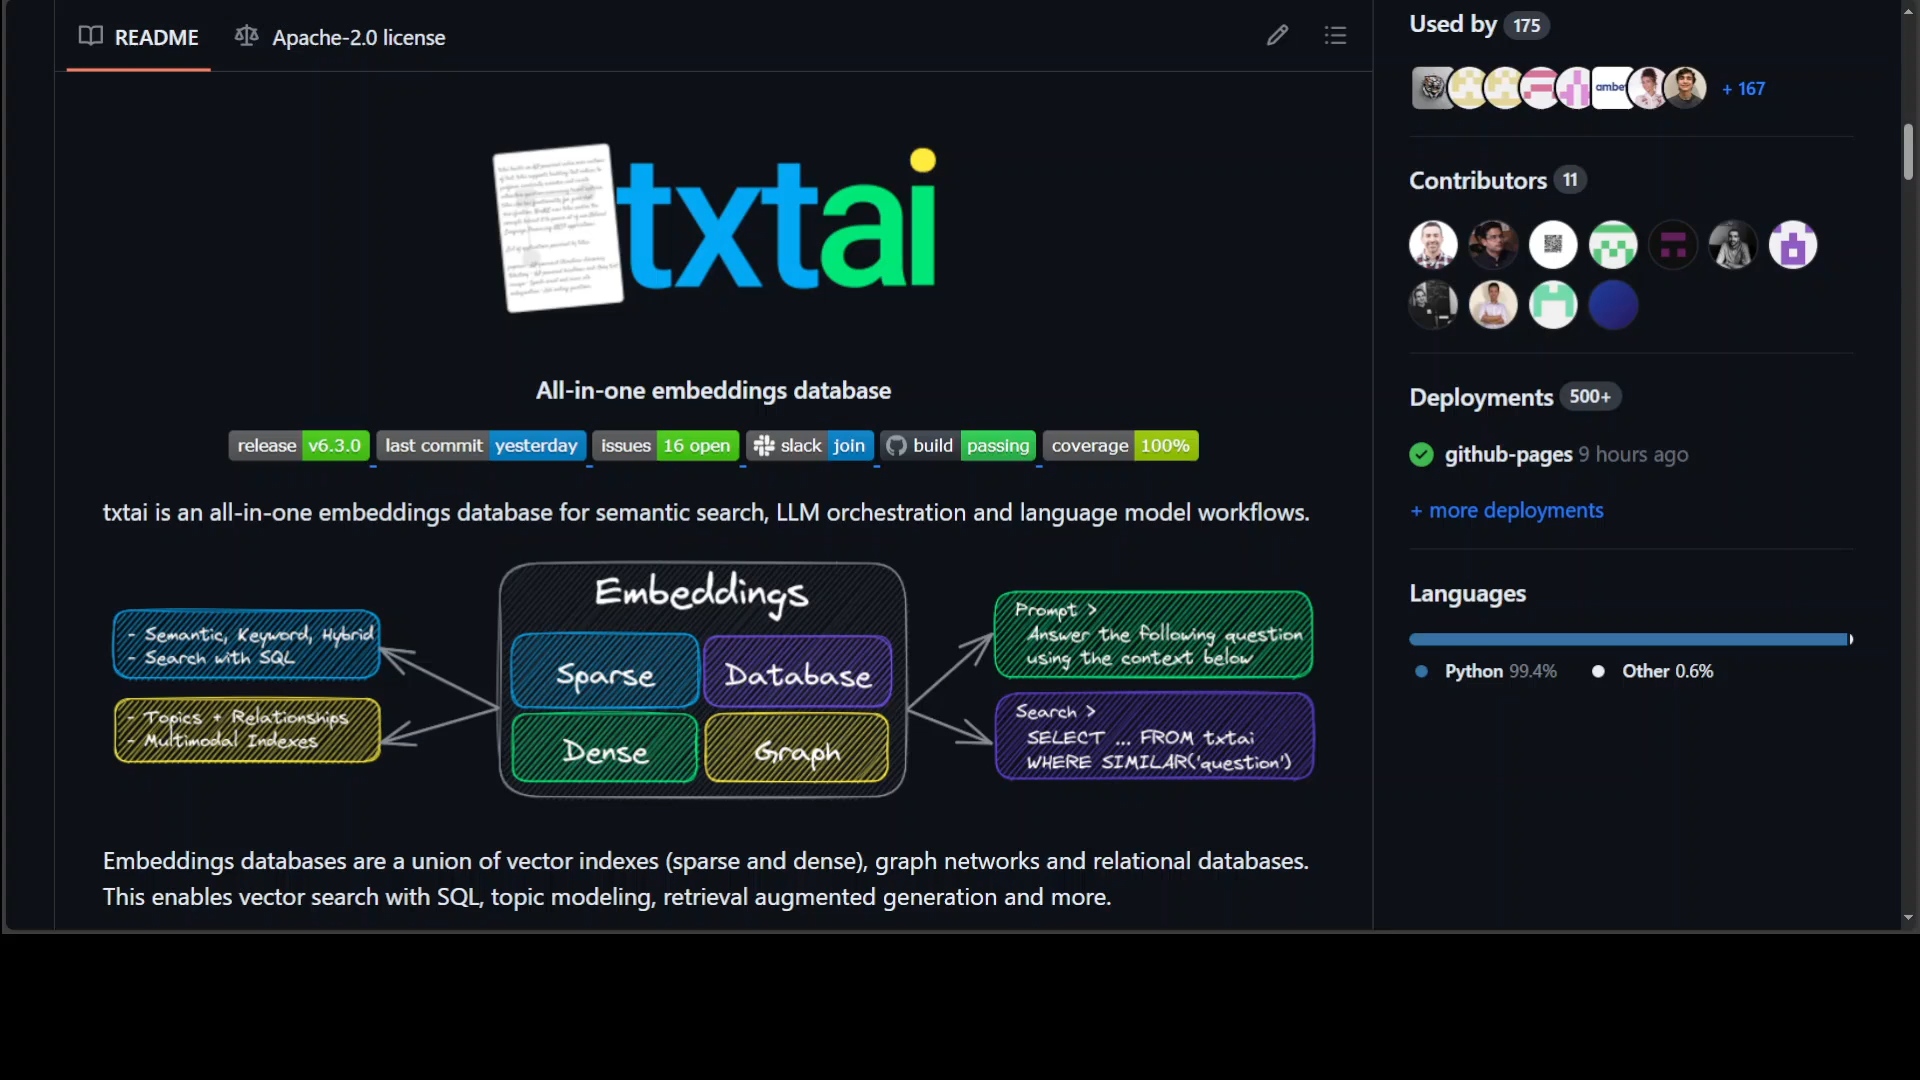 README
Apache-2.0 license
txtai
All-in-one embeddings database
release v6.3.0
last commit yesterday
issues 16 open
slack join
build passing
coverage 100%
txtai is an all-in-one embeddings database for semantic search, LLM orchestration and language model workflows.
- Semantic, Keyword, Hybrid
- Search with SQL
- Topics + Relationships
- Multimodal Indexes
Embeddings
Sparse
Database
Dense
Graph
Prompt >
Answer the following question
using the context below
Search >
SELECT ... FROM txtai
WHERE SIMILAR('question')
Embeddings databases are a union of vector indexes (sparse and dense), graph networks and relational databases.
This enables vector search with SQL, topic modeling, retrieval augmented generation and more.
Used by 175
+ 167
Contributors 11
Deployments 500+
github-pages 9 hours ago
+ more deployments
Languages
Python 99.4%
Other 0.6%